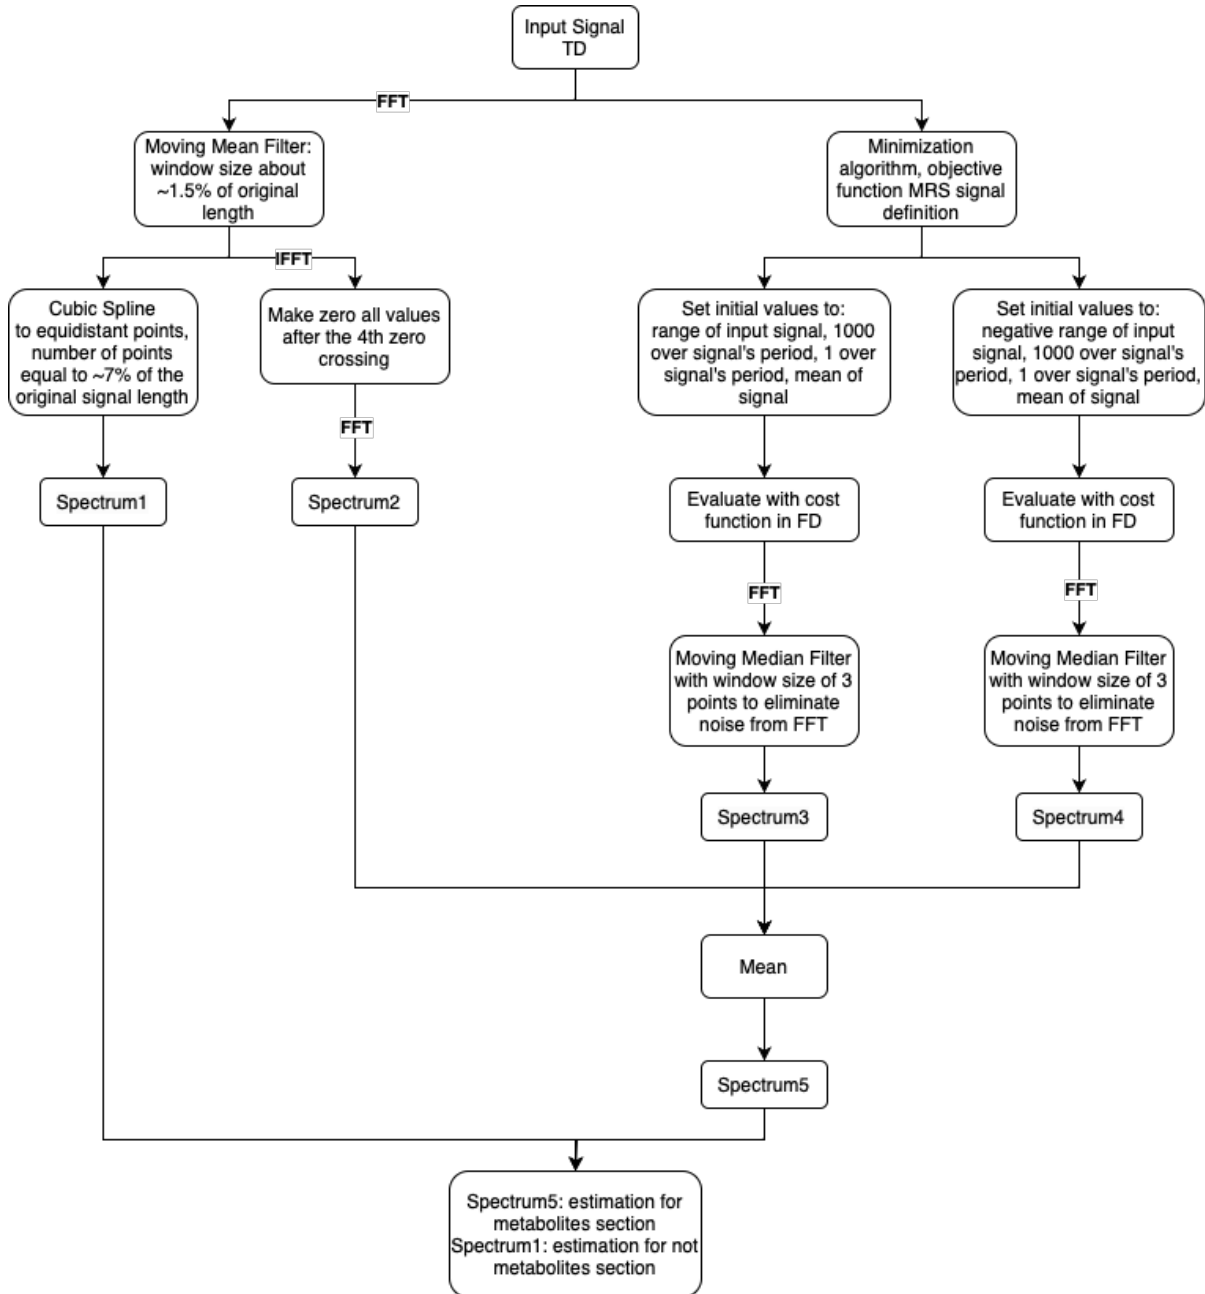 Input Signal
TD
FFT
Moving Mean Filter:
window size about
~1.5% of original
length
Minimization
algorithm, objective
function MRS signal
definition
IFFT
Cubic Spline
to equidistant points,
number of points
equal to ~7% of the
original signal length
Make zero all values
after the 4th zero
crossing
Set initial values to:
range of input signal, 1000
over signal's period, 1 over
signal's period, mean of
signal
Set initial values to:
negative range of input
signal, 1000 over signal's
period, 1 over signal's period,
mean of signal
FFT
Spectrum1
Spectrum2
Evaluate with cost
function in FD
Evaluate with cost
function in FD
FFT
FFT
Moving Median Filter
with window size of 3
points to eliminate
noise from FFT
Moving Median Filter
with window size of 3
points to eliminate
noise from FFT
Spectrum3
Spectrum4
Mean
Spectrum5
Spectrum5: estimation for
metabolites section
Spectrum1: estimation for not
metabolites section